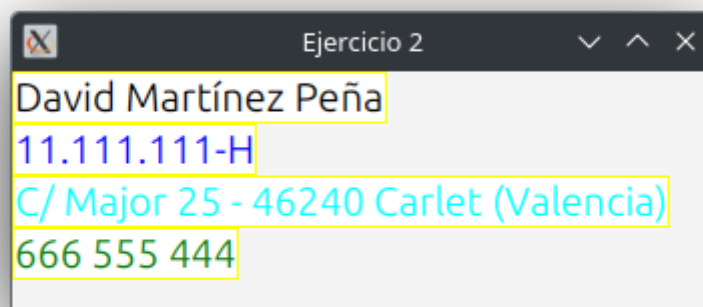 Ejercicio 2
David Martínez Peña
11.111.111-H
C/ Major 25 - 46240 Carlet (Valencia)
666 555 444